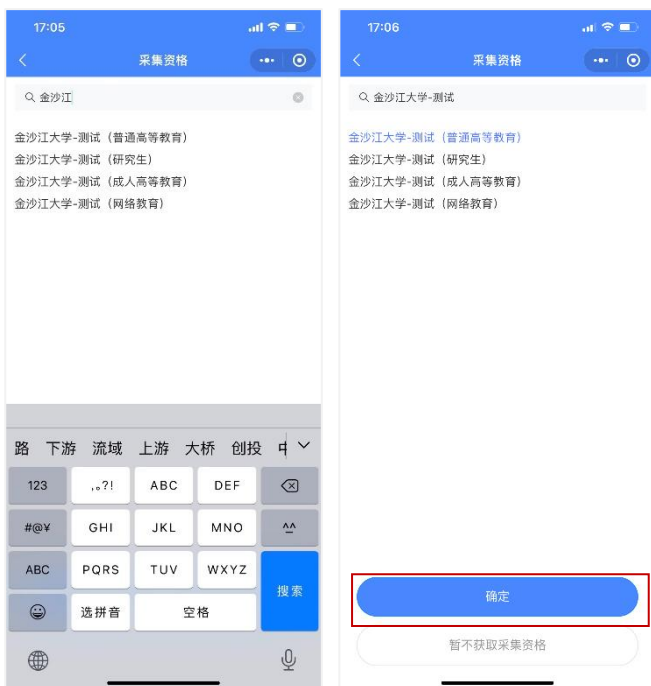 17:05
采集资格
金沙江
金沙江大学-测试（普通高等教育）
金沙江大学-测试（研究生）
金沙江大学-测试（成人高等教育）
金沙江大学-测试（网络教育）
路 下游 流域 上游 大桥 创投 中
123 ,。?! ABC DEF
#@¥ GHI JKL MNO ^^
ABC PQRS TUV WXYZ 搜索
选拼音 空格
17:06
采集资格
金沙江大学-测试
金沙江大学-测试（普通高等教育）
金沙江大学-测试（研究生）
金沙江大学-测试（成人高等教育）
金沙江大学-测试（网络教育）
确定
暂不获取采集资格